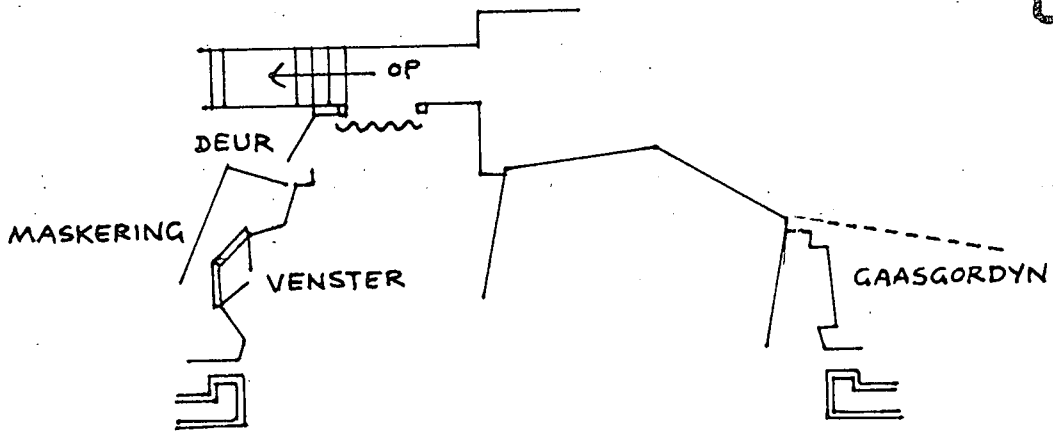 OP
DEUR
MASKERING
VENSTER
GAASGORDYN